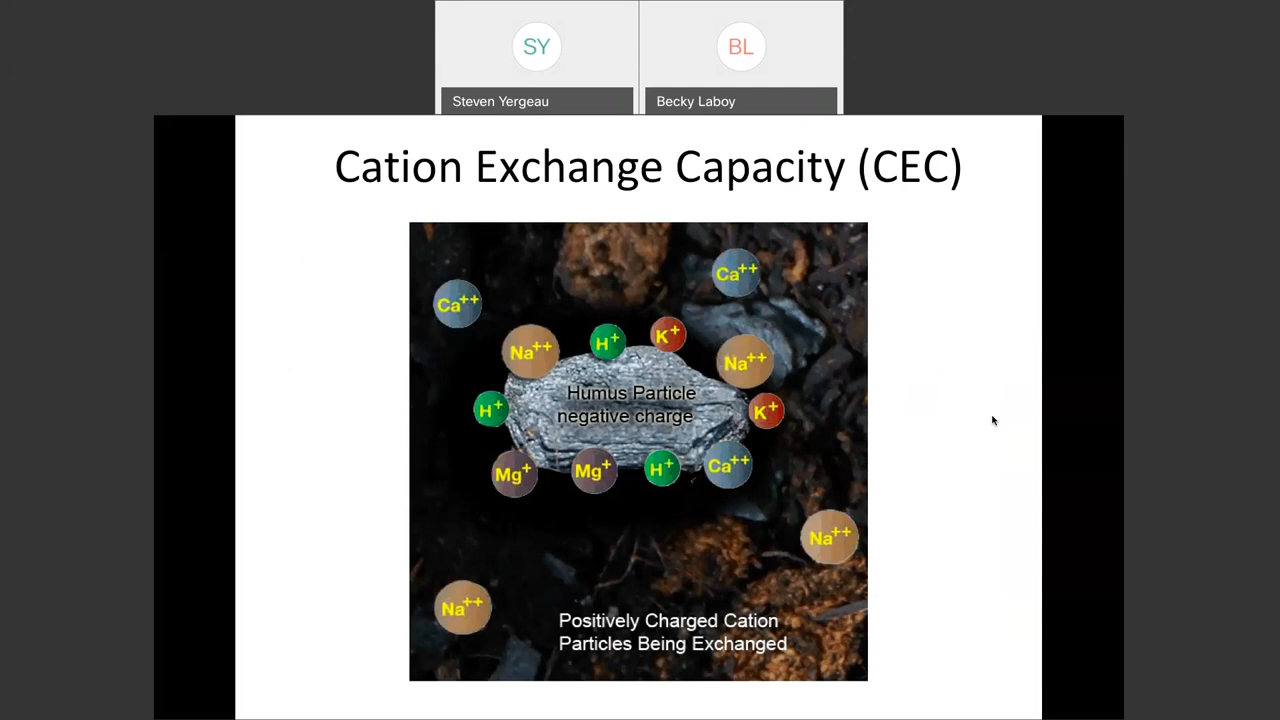 SY
BL
Steven Yergeau
Becky Laboy
Cation Exchange Capacity (CEC)
Ca++
Ca++
Na++
H+
K+
Na++
Humus Particle
negative charge
H+
K+
Mg+
Mg+
H+
Ca++
Na++
Na++
Positively Charged Cation
Particles Being Exchanged